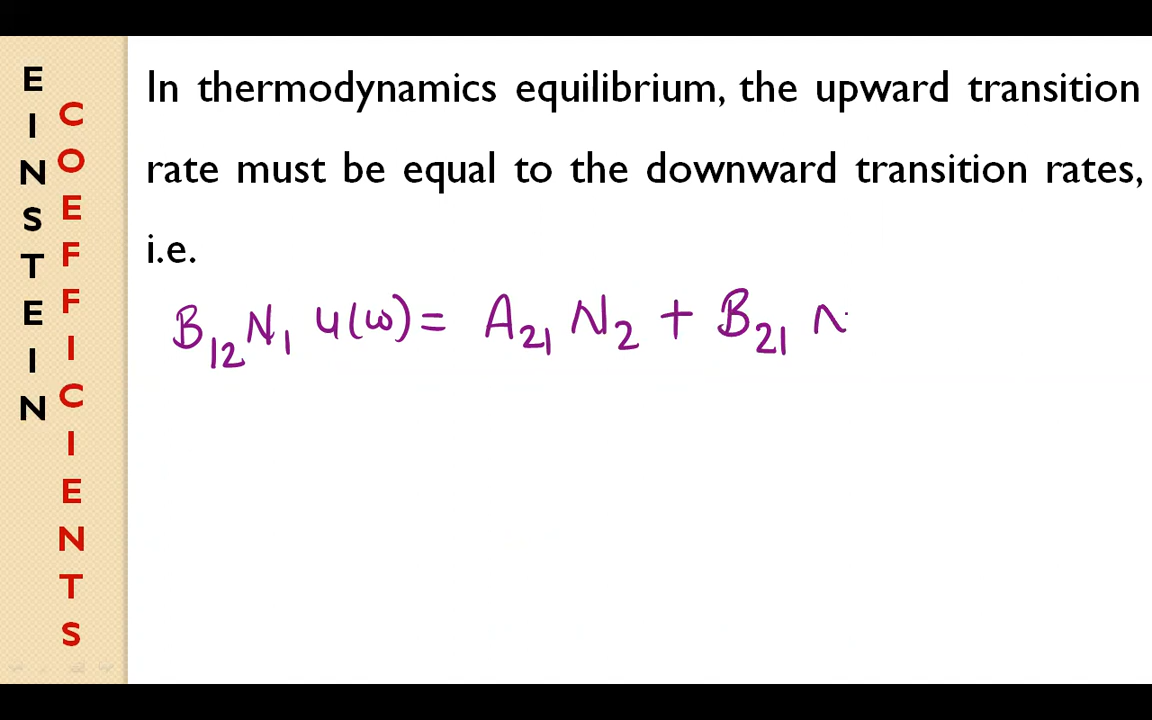 EINSTEIN
COEFFICIENTS
In thermodynamics equilibrium, the upward transition
rate must be equal to the downward transition rates,
i.e.
B₁₂N₁ u(ω) = A₂₁ N₂ + B₂₁ N